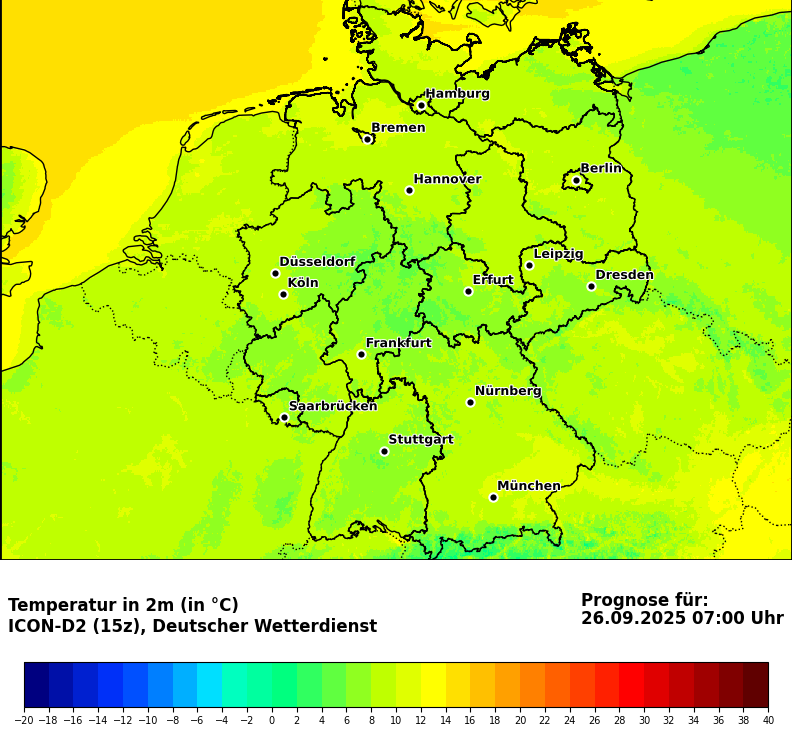 Hamburg
Bremen
Berlin
Hannover
Leipzig
Düsseldorf
Dresden
Köln
Erfurt
Frankfurt
Nürnberg
Saarbrücken
Stuttgart
München
Temperatur in 2m (in °C)
ICON-D2 (15z), Deutscher Wetterdienst
Prognose für:
26.09.2025 07:00 Uhr
−20 −18 −16 −14 −12 −10 −8 −6 −4 −2 0 2 4 6 8 10 12 14 16 18 20 22 24 26 28 30 32 34 36 38 40